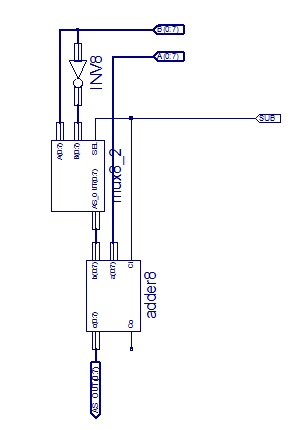 B(0:7)
A(0:7)
INV8
SUB
A(0:7)
B(0:7)
SEL
AS_OUT(0:7)
mux8_2
b(0:7)
a(0:7)
Ci
adder8
c(0:7)
Co
AS_OUT(0:7)